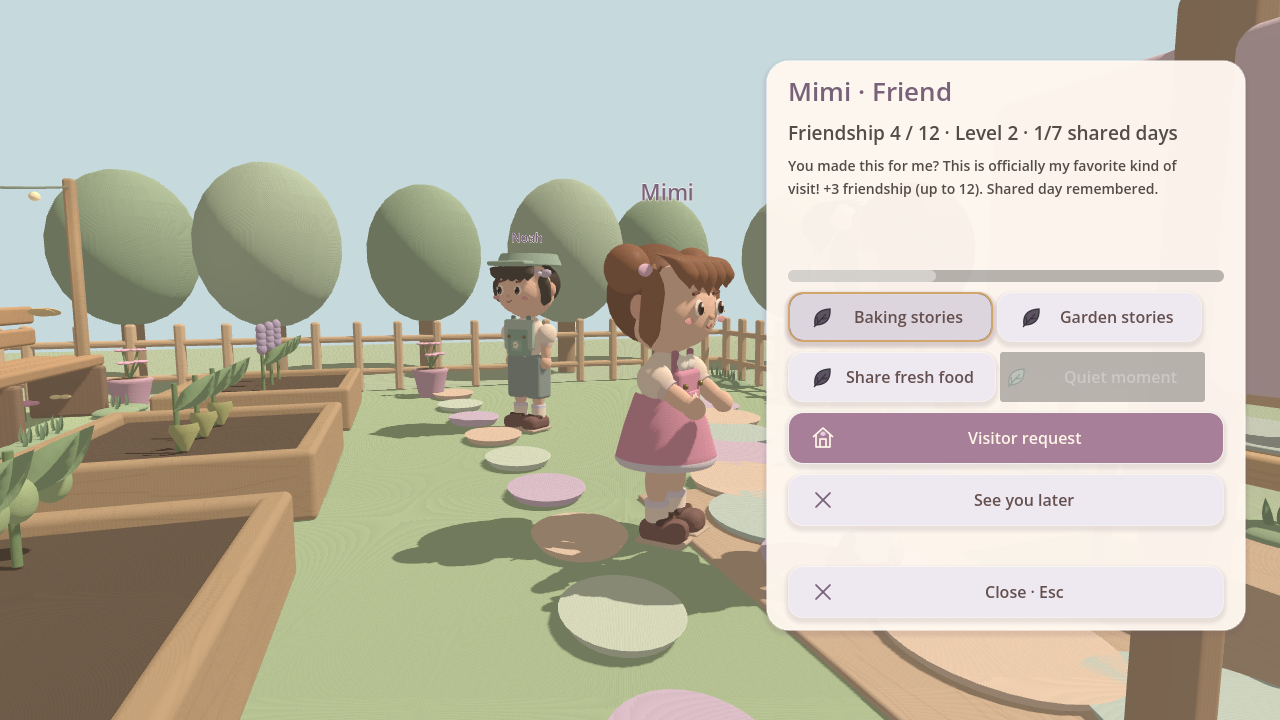 Mimi · Friend
Friendship 4 / 12 · Level 2 · 1/7 shared days
You made this for me? This is officially my favorite kind of
visit! +3 friendship (up to 12). Shared day remembered.
Mimi
Noah
Baking stories
Garden stories
Share fresh food
Quiet moment
Visitor request
See you later
Close · Esc